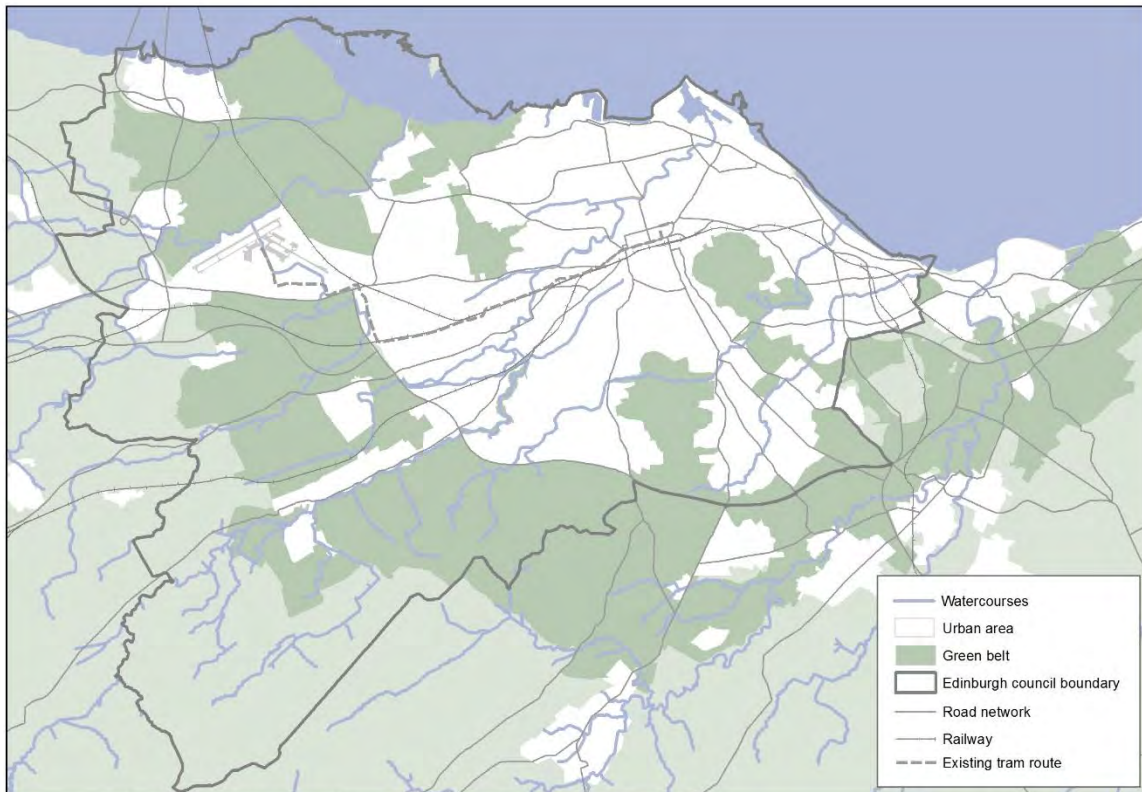 Watercourses
Urban area
Green belt
Edinburgh council boundary
Road network
Railway
Existing tram route